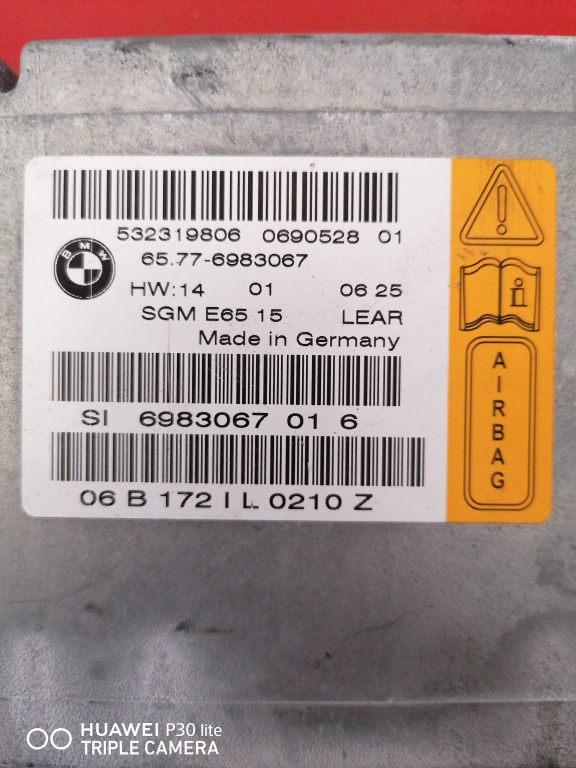 532319806 0690528 01
BMW
65.77-6983067
HW:14 01 06 25
SGM E65 15 LEAR
Made in Germany
SI 6983067 01 6
06 B 172 I L 0210 Z
i
AIRBAG
HUAWEI P30 lite
TRIPLE CAMERA